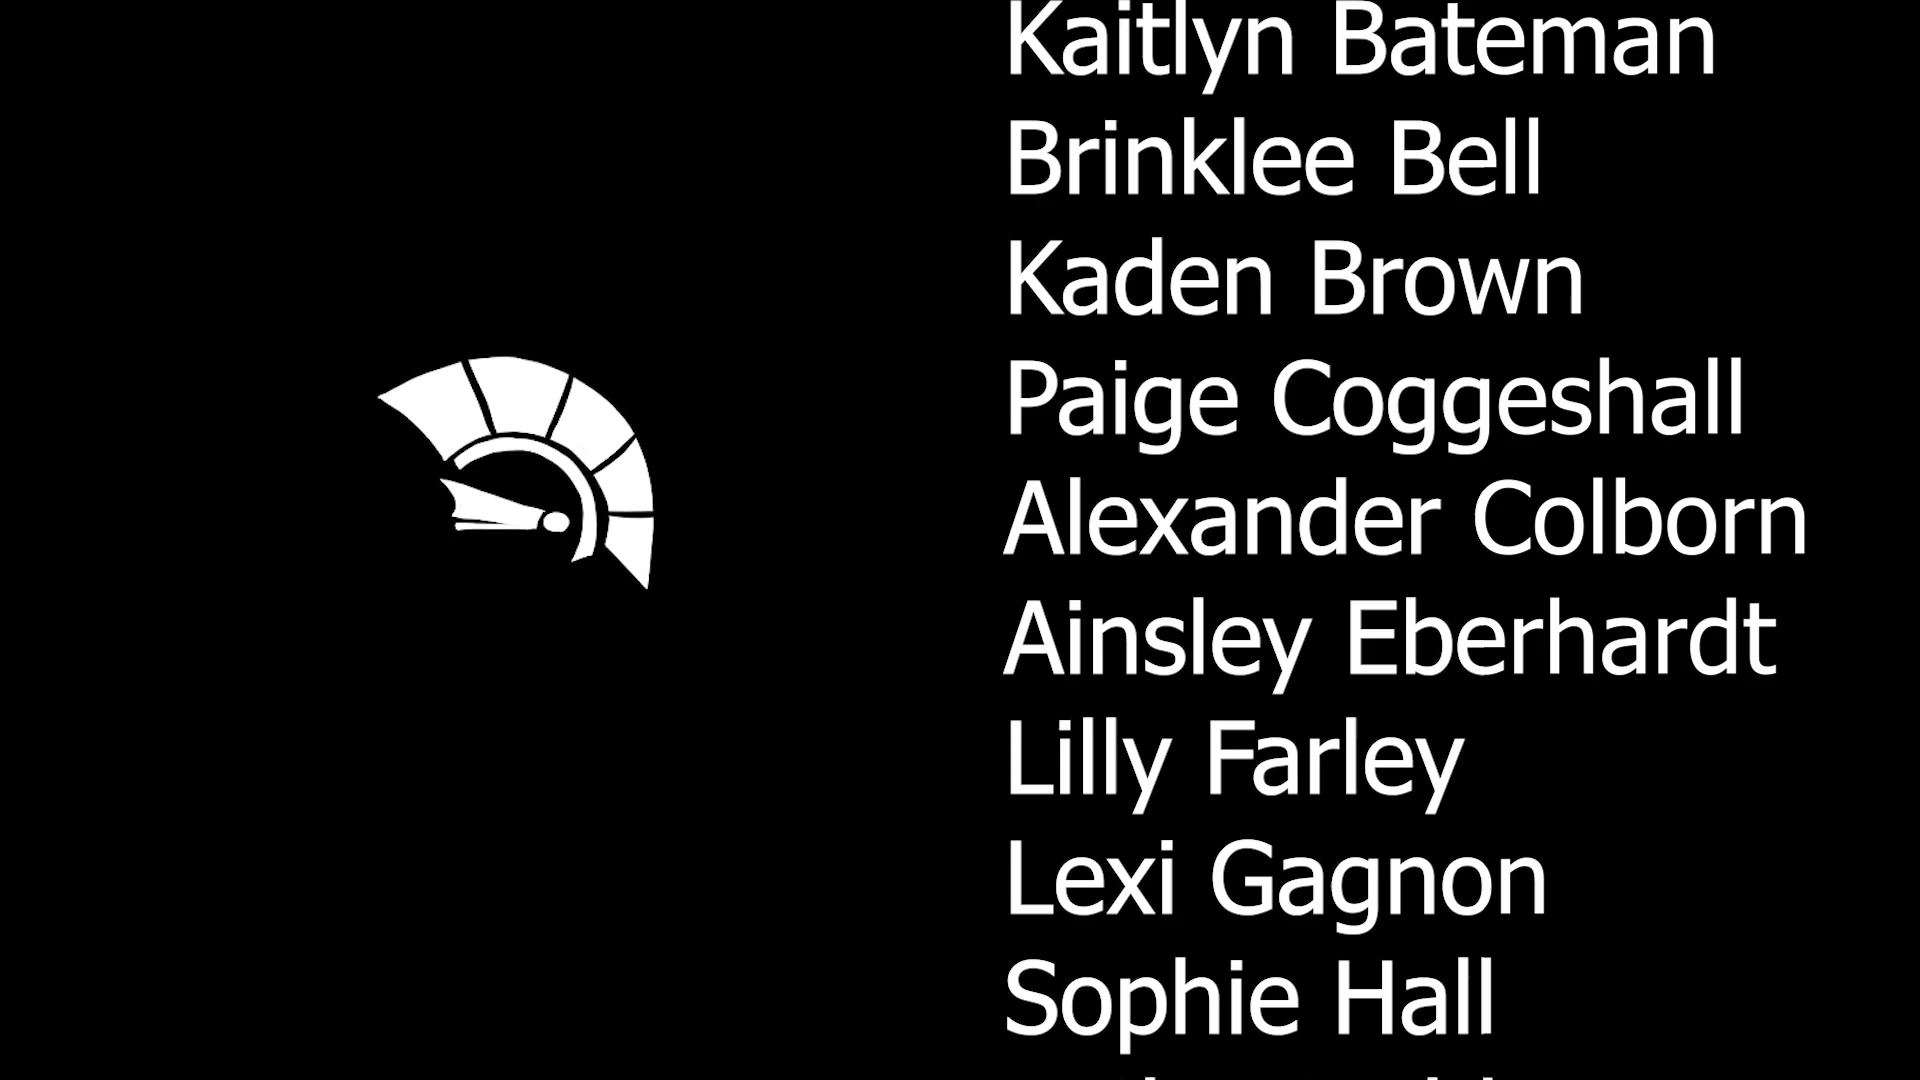 Kaitlyn Bateman
Brinklee Bell
Kaden Brown
Paige Coggeshall
Alexander Colborn
Ainsley Eberhardt
Lilly Farley
Lexi Gagnon
Sophie Hall